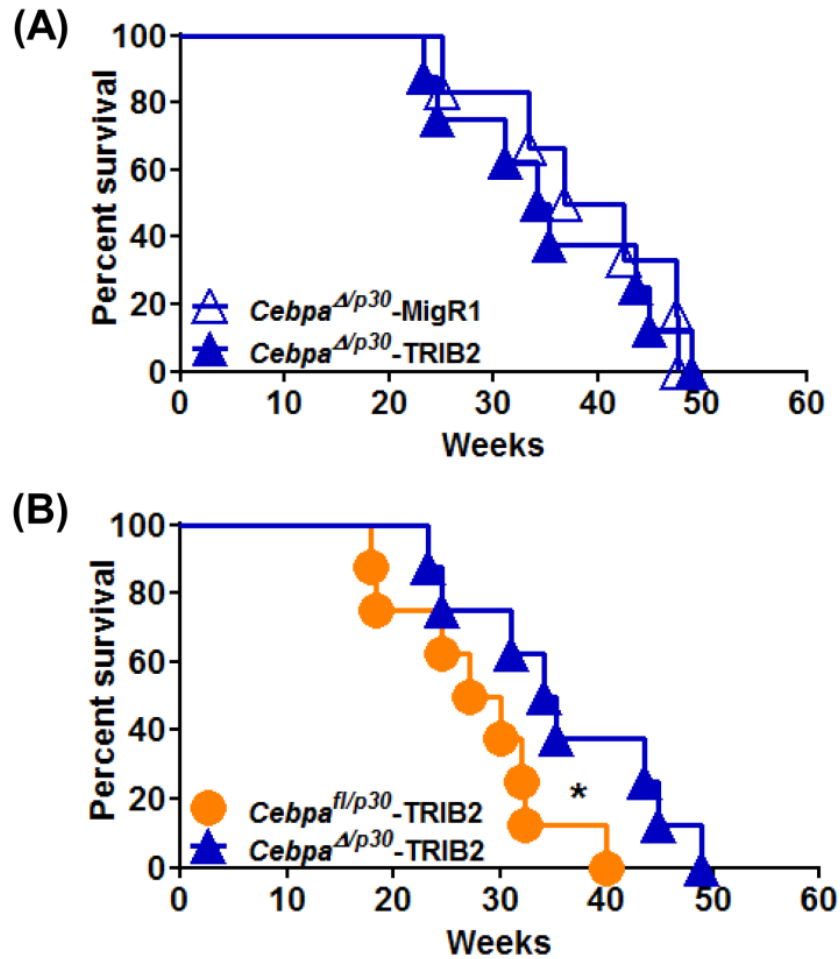 (A)
Percent survival
100
80
60
40
20
0
Cebpa^Δ/p30-MigR1
Cebpa^Δ/p30-TRIB2
0 20 30 40 50 60
Weeks
(B)
Percent survival
100
80
60
40
20
0
*
Cebpa^fl/p30-TRIB2
Cebpa^Δ/p30-TRIB2
0 10 20 30 40 50 60
Weeks